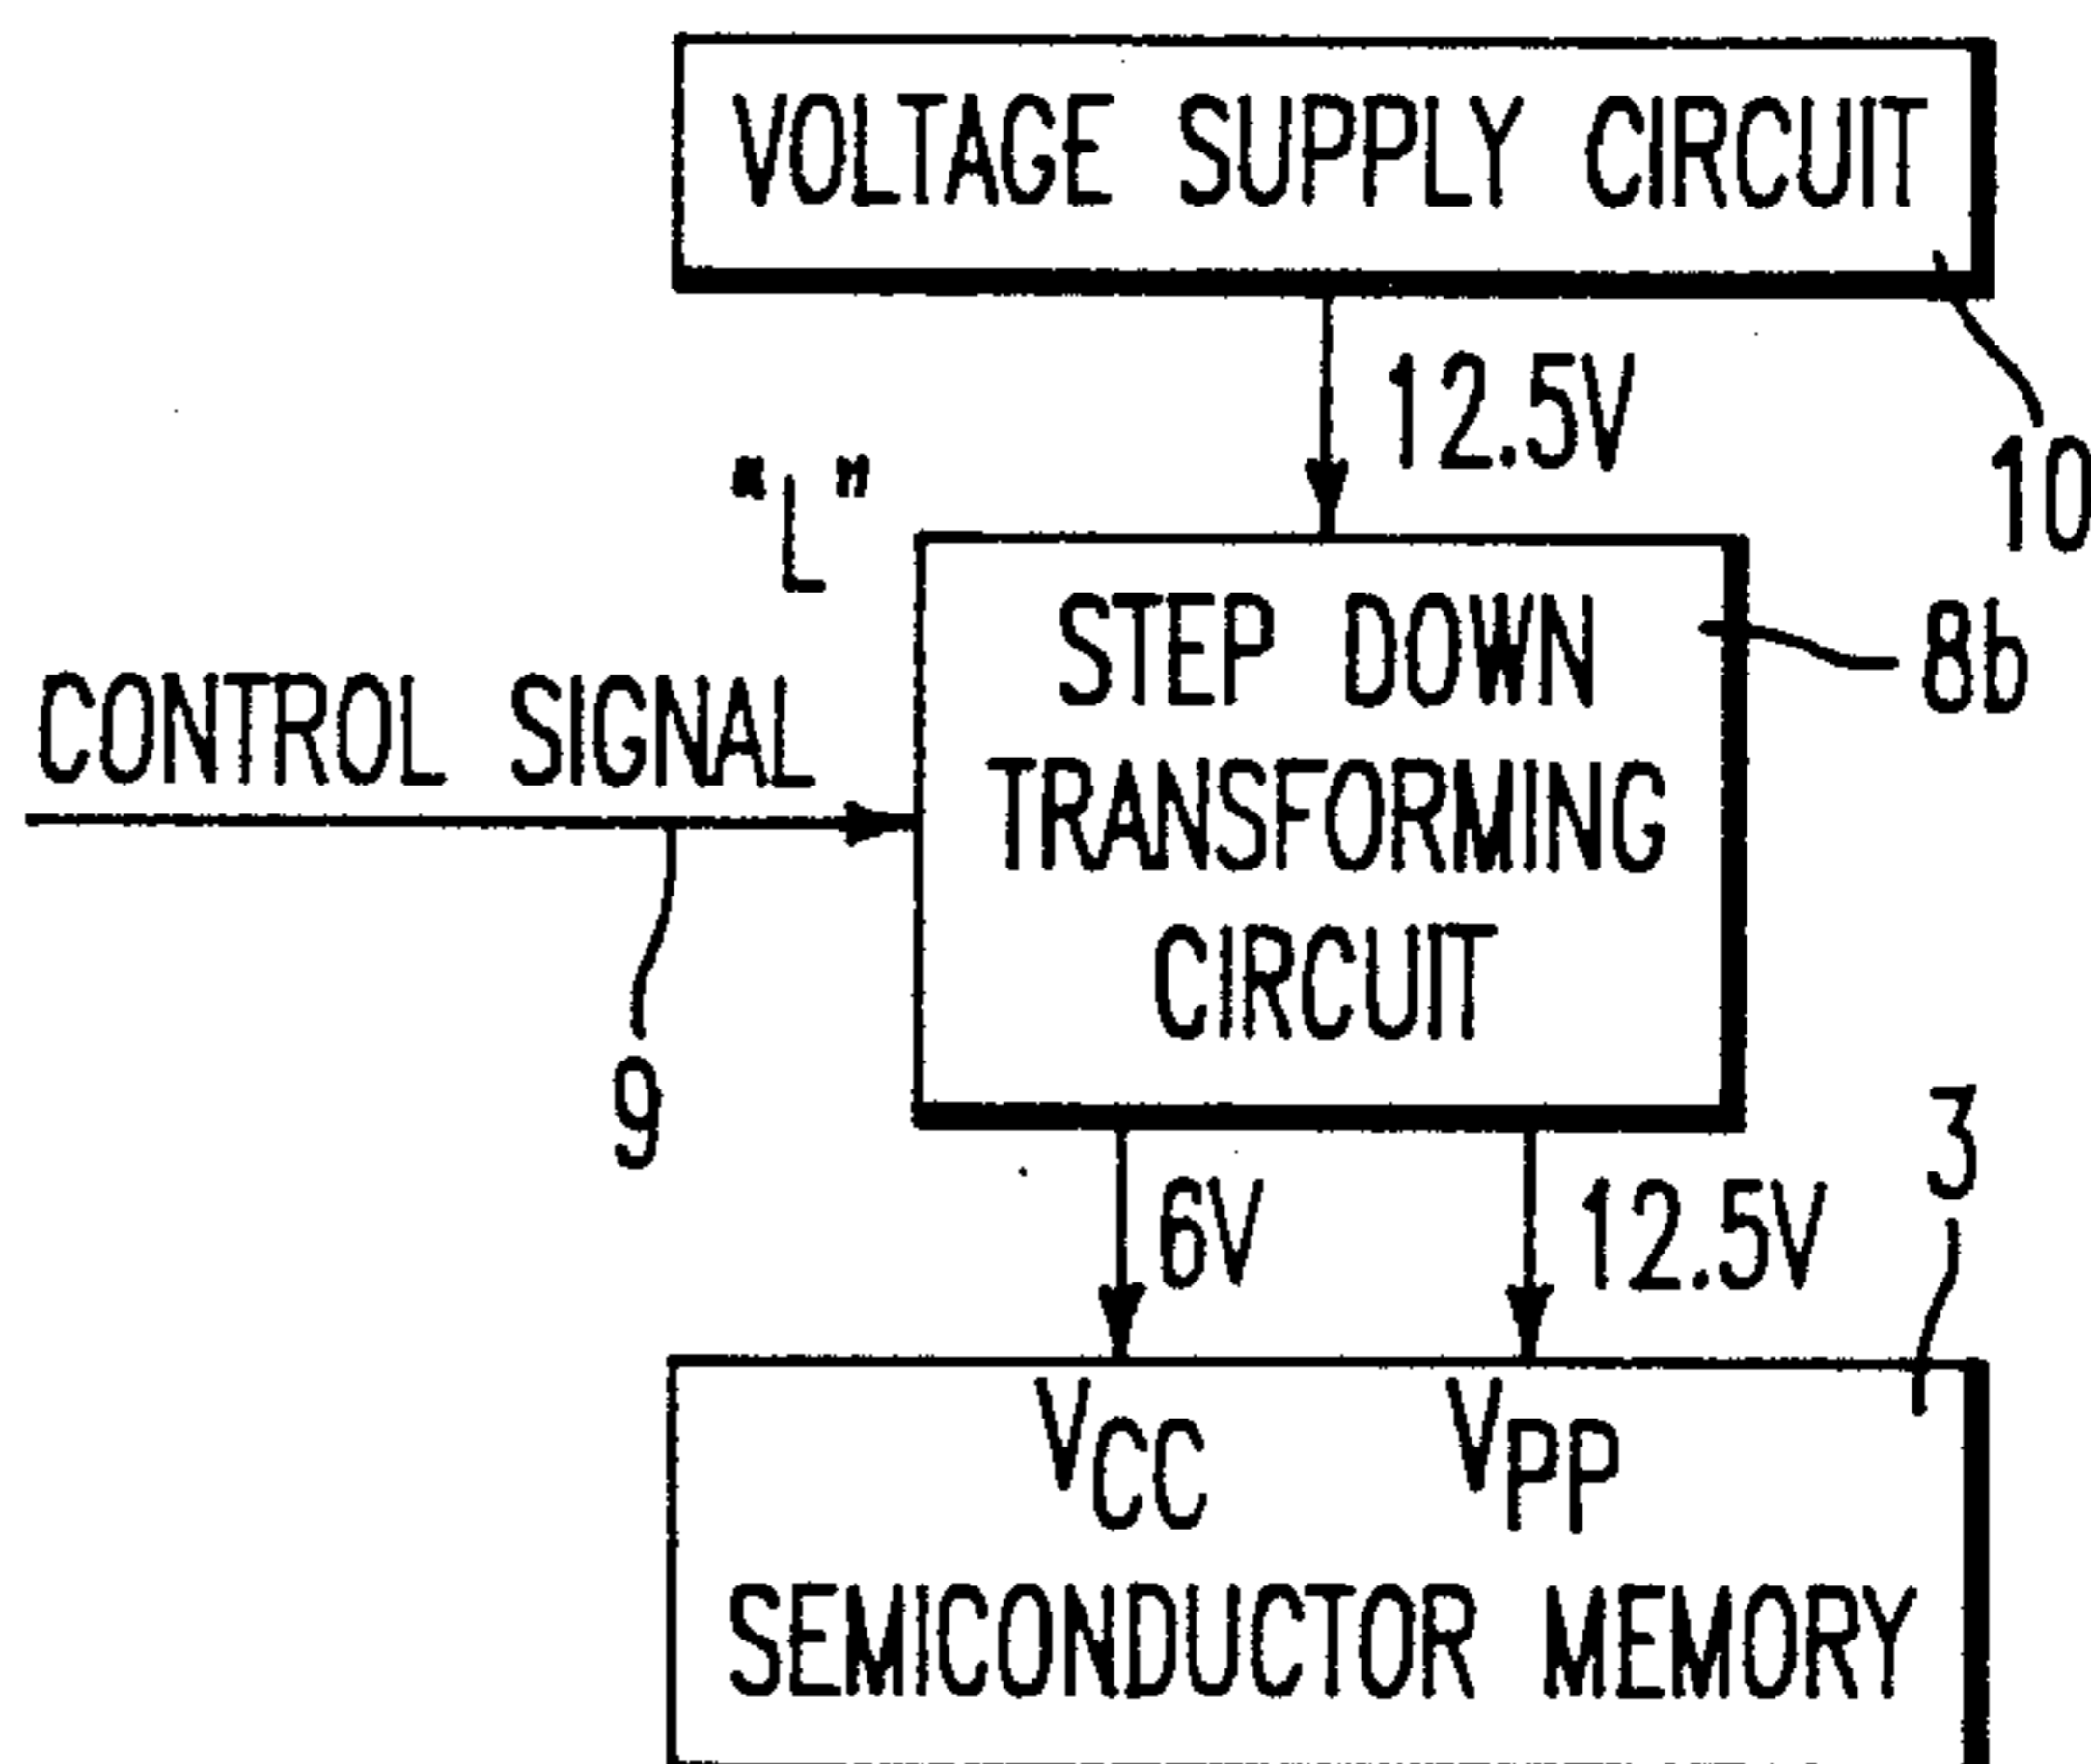 VOLTAGE SUPPLY CIRCUIT
12.5V
10
“L”
STEP DOWN
TRANSFORMING
CIRCUIT
8b
CONTROL SIGNAL
9
6V
12.5V
3
VCC
VPP
SEMICONDUCTOR MEMORY